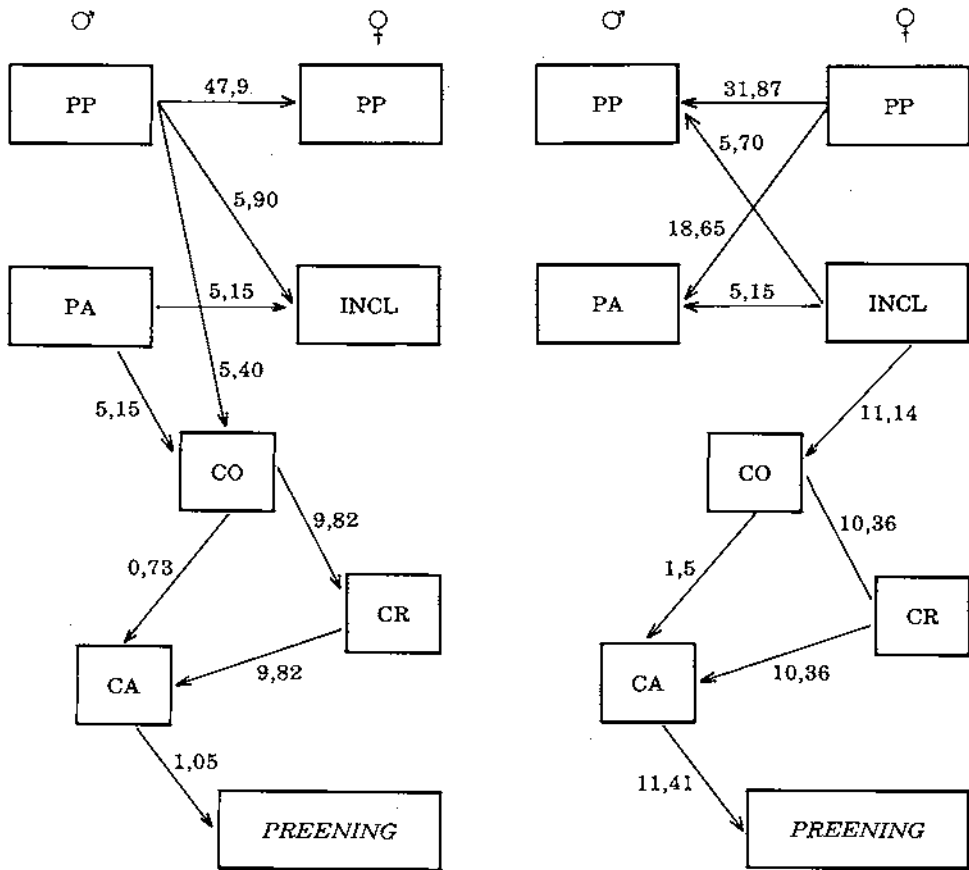 ♂ ♀ ♂ ♀
47,9 31,87
PP PP PP PP
5,70
5,90
18,65
5,15 5,15
PA INCL PA INCL
5,40
5,15 11,14
CO CO
9,82 10,36
0,73 1,5
CR CR
9,82 10,36
CA CA
1,05 11,41
PREENING PREENING